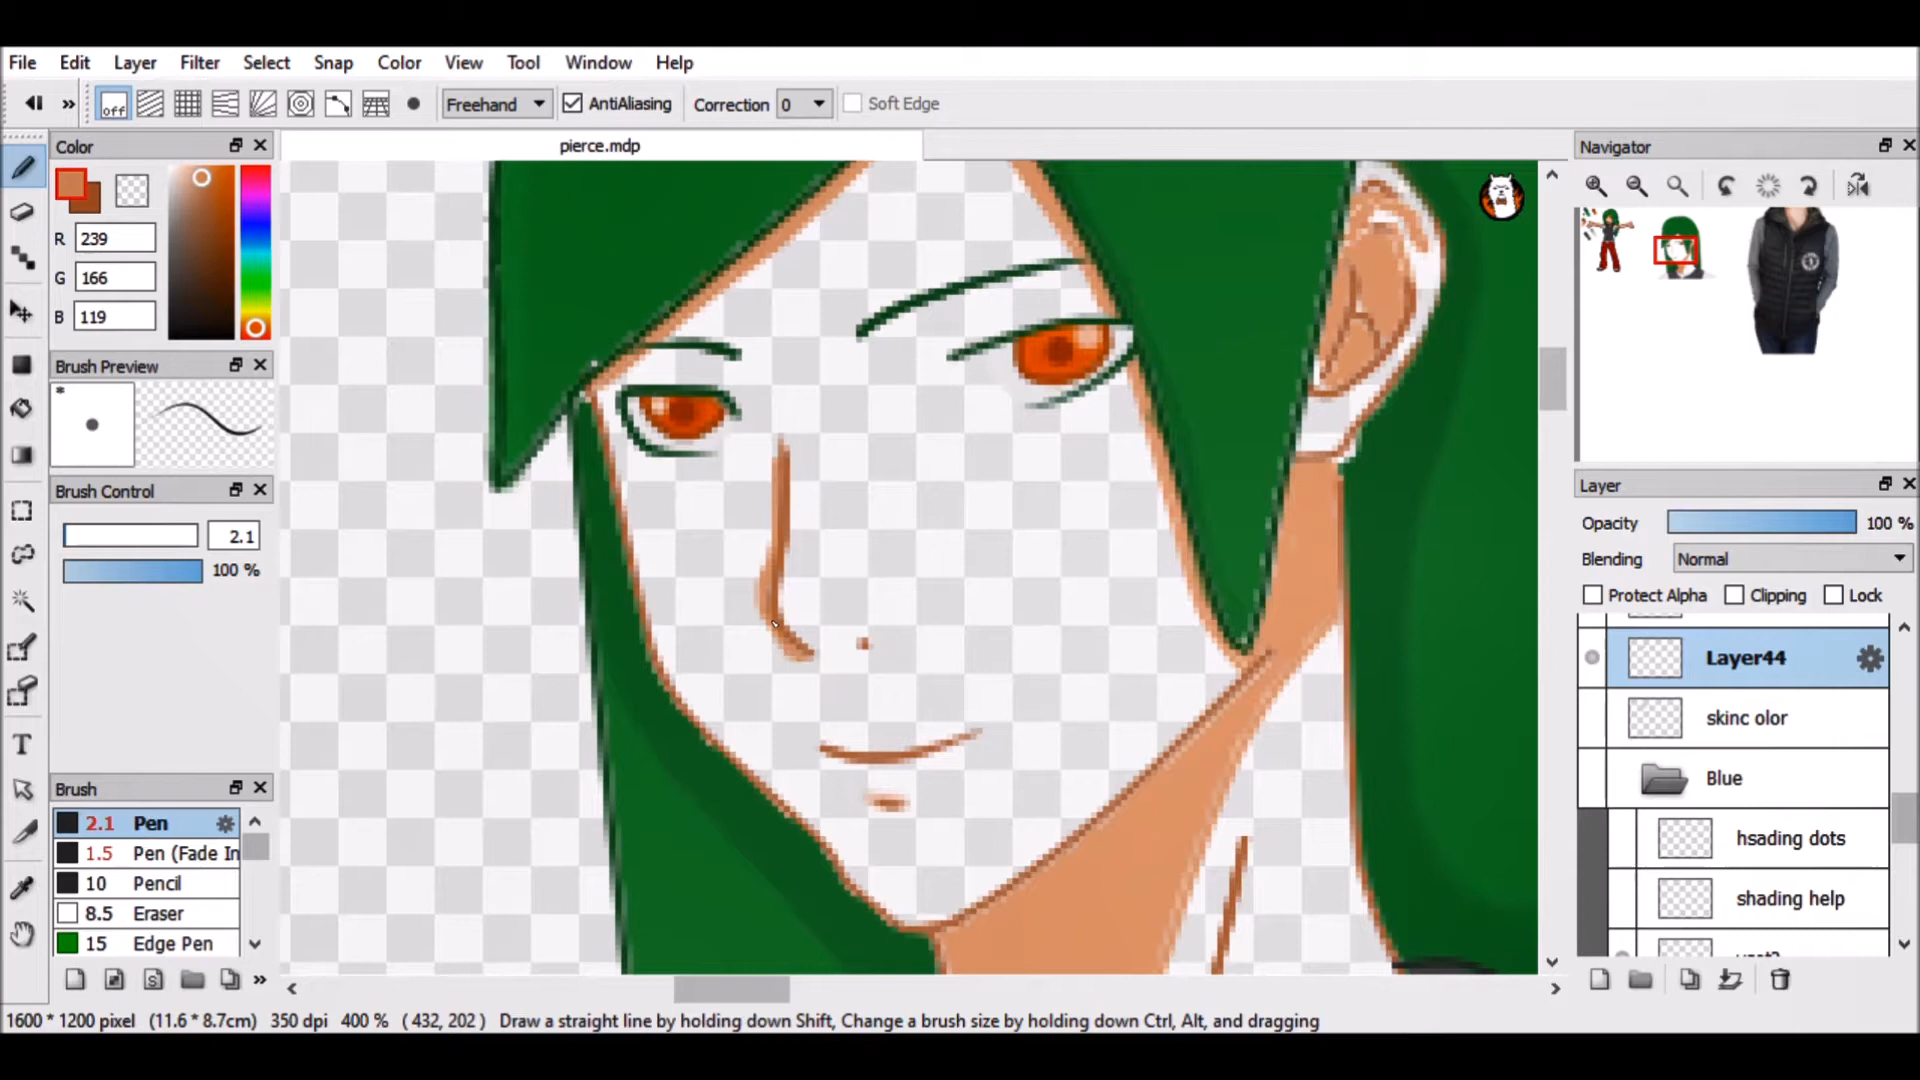 File Edit Layer Filter Select Snap Color View Tool Window Help
off Freehand AntiAliasing Correction 0 Soft Edge
Color
R 239
G 166
B 119
Brush Preview
*
Brush Control
2.1
100 %
Brush
2.1 Pen
1.5 Pen (Fade In
10 Pencil
8.5 Eraser
15 Edge Pen
pierce.mdp
Navigator
Layer
Opacity 100 %
Blending Normal
Protect Alpha Clipping Lock
Layer44
skinc olor
Blue
hsading dots
shading help
1600 * 1200 pixel (11.6 * 8.7cm) 350 dpi 400 % ( 432, 202 ) Draw a straight line by holding down Shift, Change a brush size by holding down Ctrl, Alt, and dragging